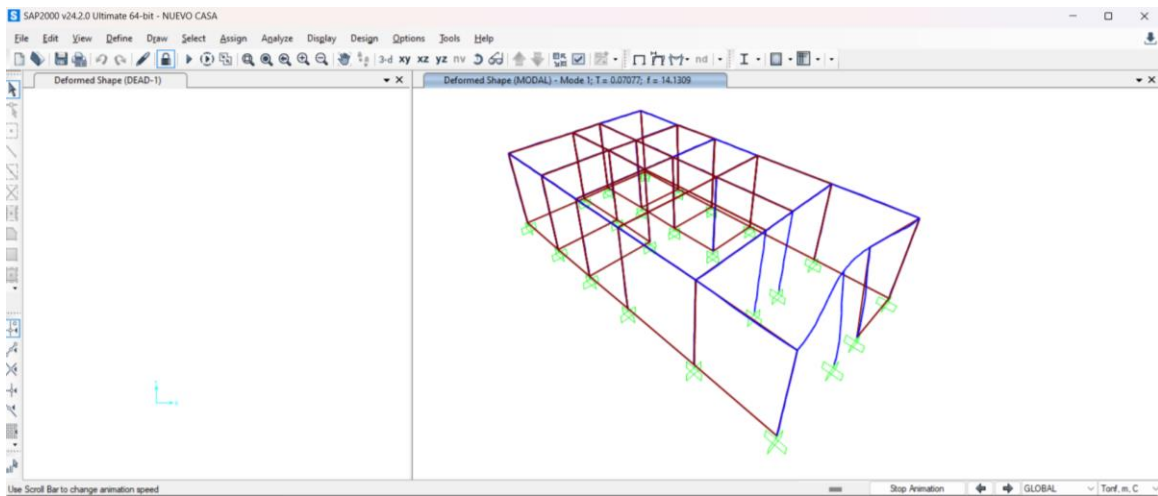 SAP2000 v24.2.0 Ultimate 64-bit - NUEVO CASA
File Edit View Define Draw Select Assign Analyze Display Design Options Tools Help
3-d xy xz yz nv nd
Deformed Shape (DEAD-1)
Deformed Shape (MODAL) - Mode 1; T = 0.07077; f = 14.1309
Use Scroll Bar to change animation speed
Stop Animation
GLOBAL
Tonf, m, C